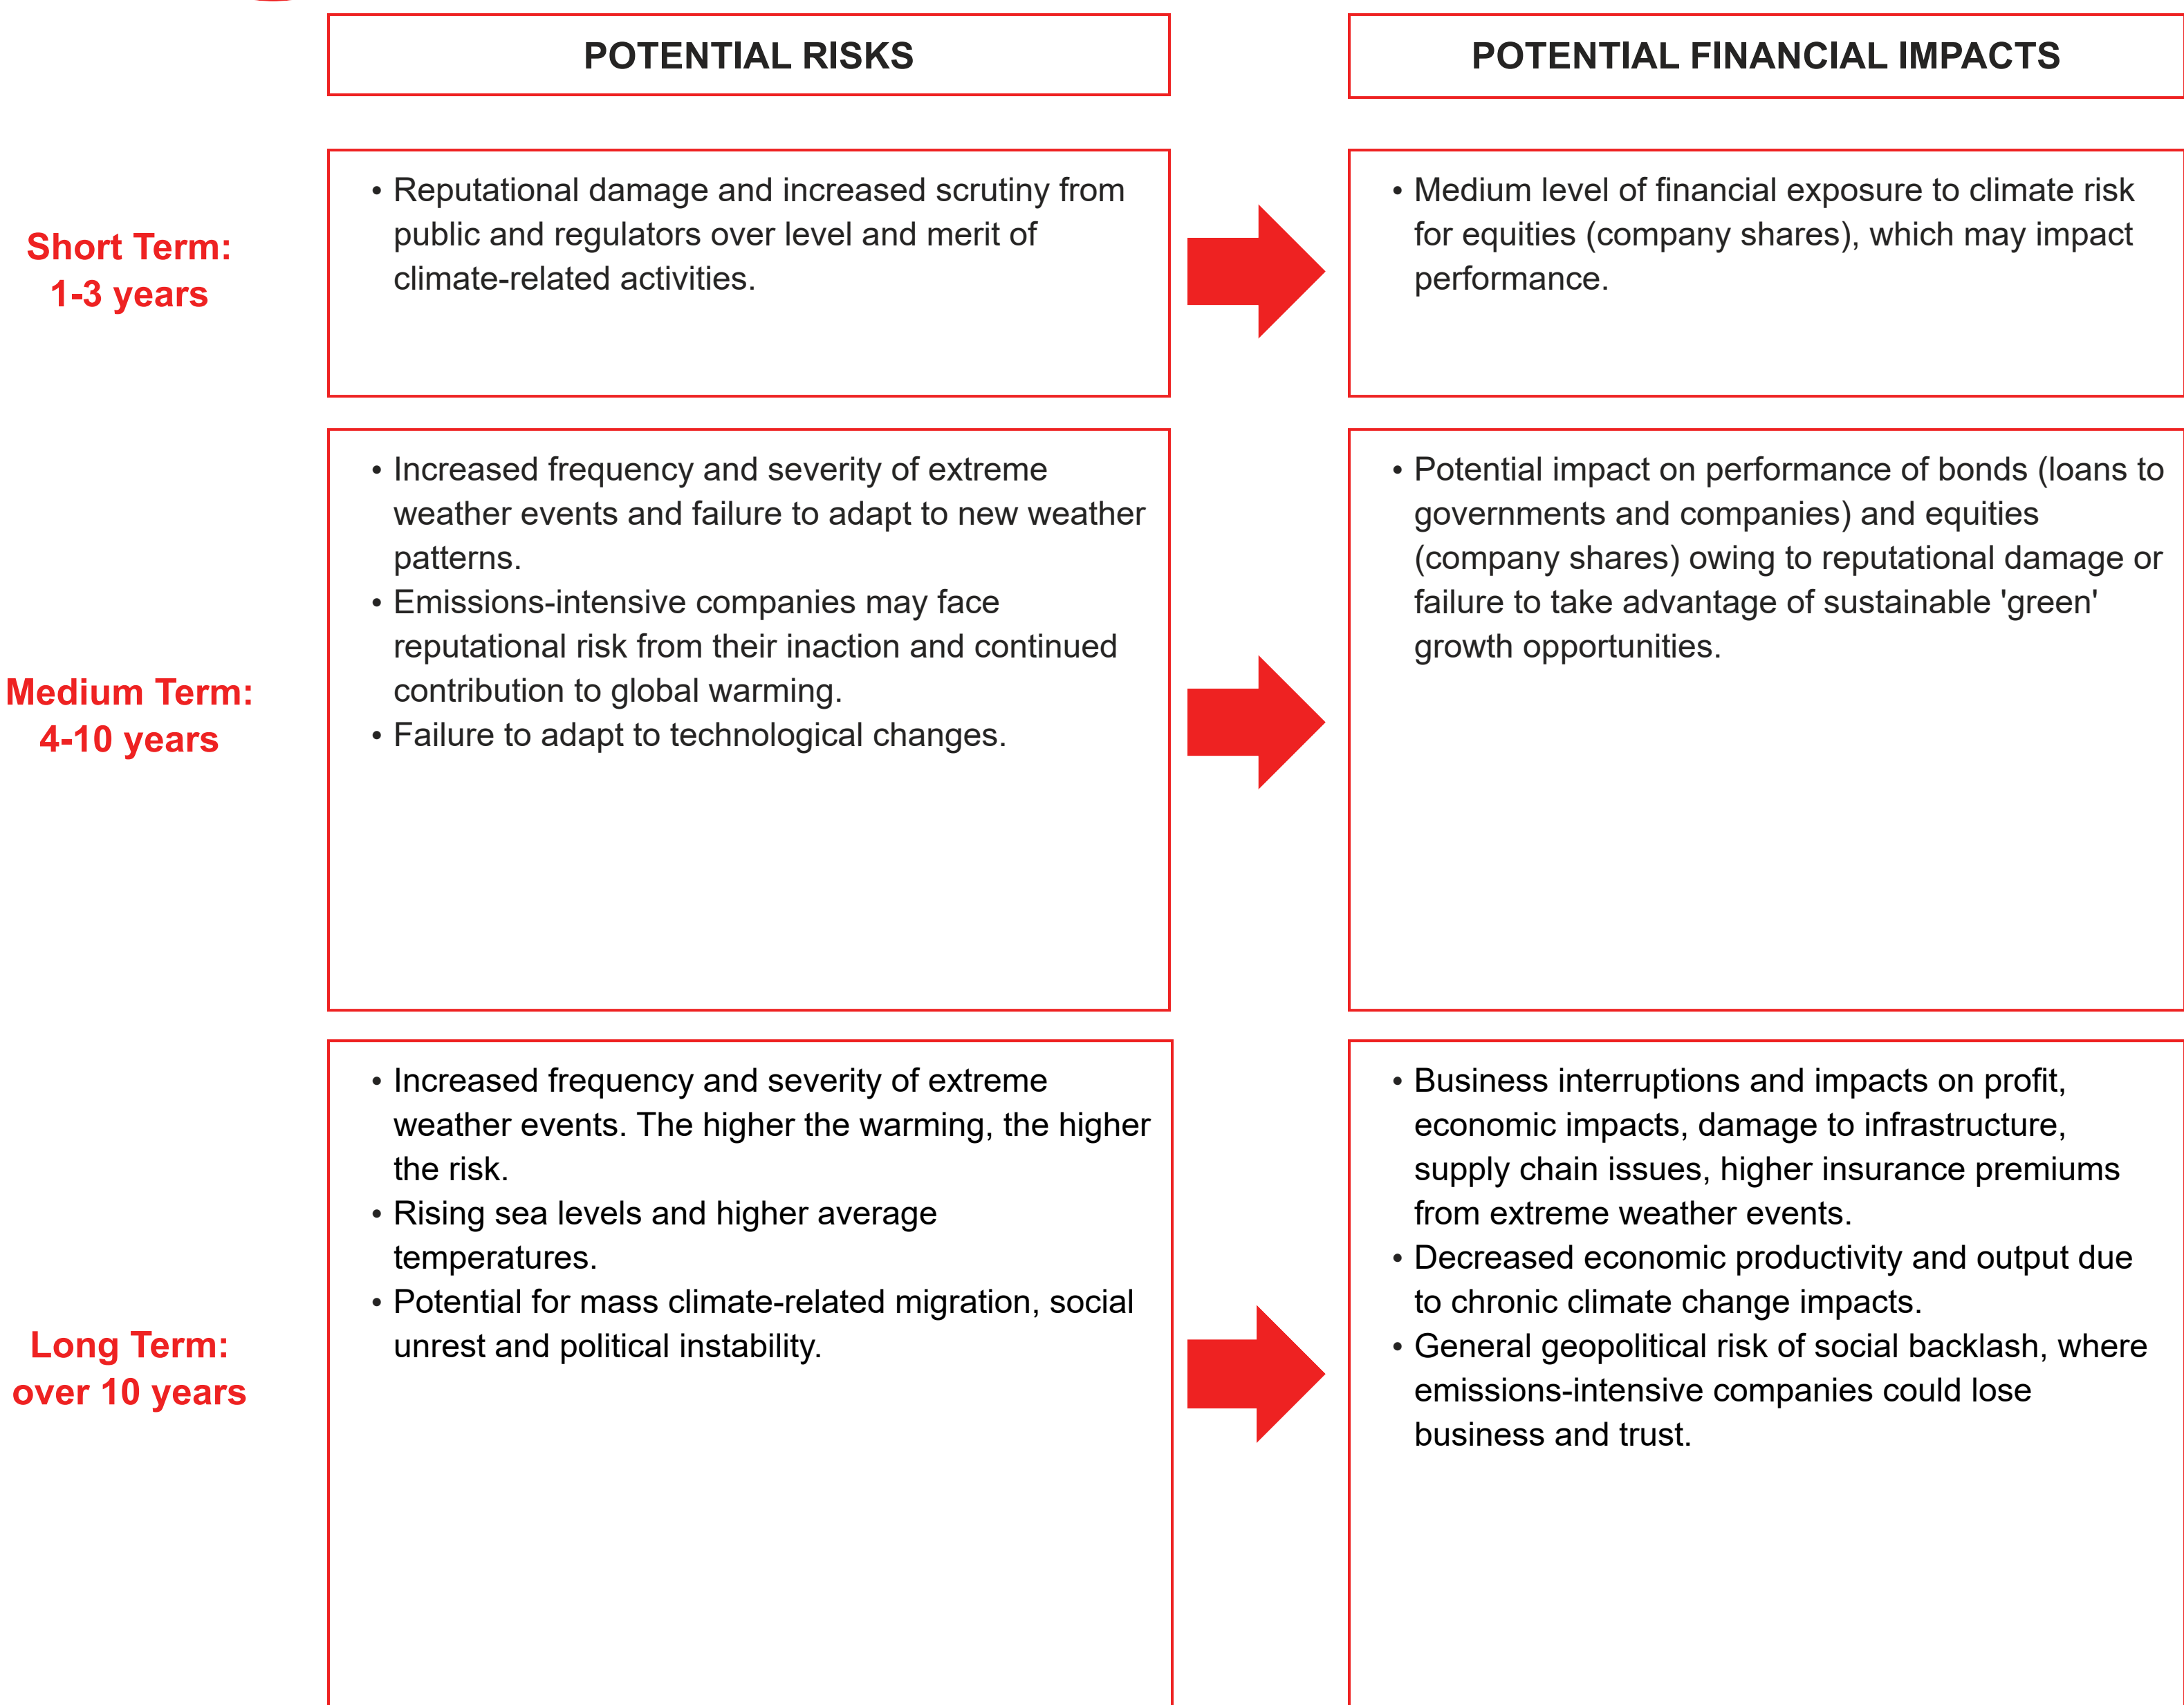 POTENTIAL RISKS
POTENTIAL FINANCIAL IMPACTS
Short Term:
1-3 years
• Reputational damage and increased scrutiny from
public and regulators over level and merit of
climate-related activities.
• Medium level of financial exposure to climate risk
for equities (company shares), which may impact
performance.
Medium Term:
4-10 years
• Increased frequency and severity of extreme
weather events and failure to adapt to new weather
patterns.
• Emissions-intensive companies may face
reputational risk from their inaction and continued
contribution to global warming.
• Failure to adapt to technological changes.
• Potential impact on performance of bonds (loans to
governments and companies) and equities
(company shares) owing to reputational damage or
failure to take advantage of sustainable 'green'
growth opportunities.
Long Term:
over 10 years
• Increased frequency and severity of extreme
weather events. The higher the warming, the higher
the risk.
• Rising sea levels and higher average
temperatures.
• Potential for mass climate-related migration, social
unrest and political instability.
• Business interruptions and impacts on profit,
economic impacts, damage to infrastructure,
supply chain issues, higher insurance premiums
from extreme weather events.
• Decreased economic productivity and output due
to chronic climate change impacts.
• General geopolitical risk of social backlash, where
emissions-intensive companies could lose
business and trust.